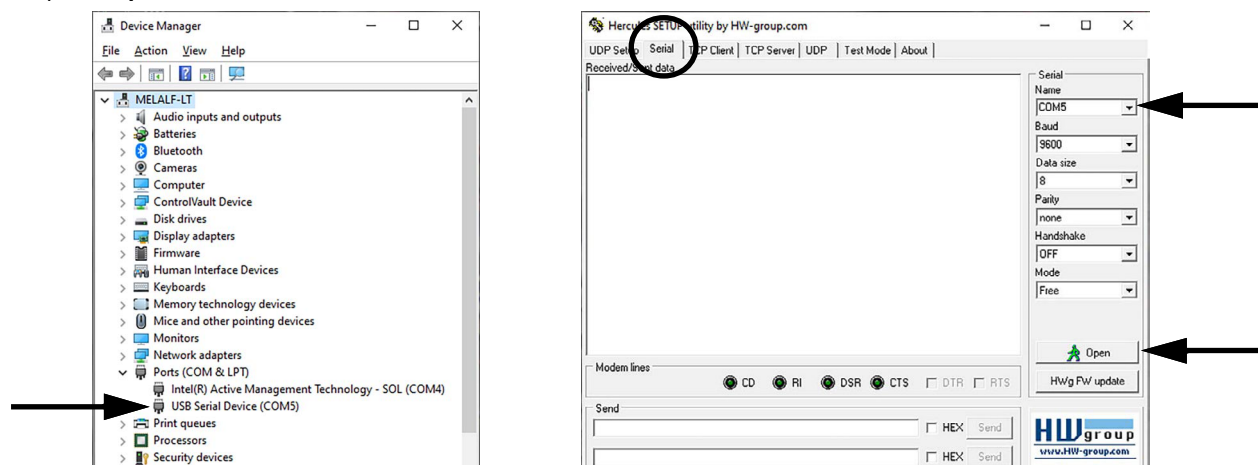 Device Manager
File Action View Help
MELALF-LT
Audio inputs and outputs
Batteries
Bluetooth
Cameras
Computer
ControlVault Device
Disk drives
Display adapters
Firmware
Human Interface Devices
Keyboards
Memory technology devices
Mice and other pointing devices
Monitors
Network adapters
Ports (COM & LPT)
Intel(R) Active Management Technology - SOL (COM4)
USB Serial Device (COM5)
Print queues
Processors
Security devices
Hercules SETUP utility by HW-group.com
UDP Setup Serial TCP Client TCP Server UDP Test Mode About
Received/Sent data
Serial
Name
COM5
Baud
9600
Data size
8
Parity
none
Handshake
OFF
Mode
Free
Open
HWg FW update
Modem lines
CD RI DSR CTS DTR RTS
Send
HEX Send
HEX Send
HWgroup
www.HW-group.com